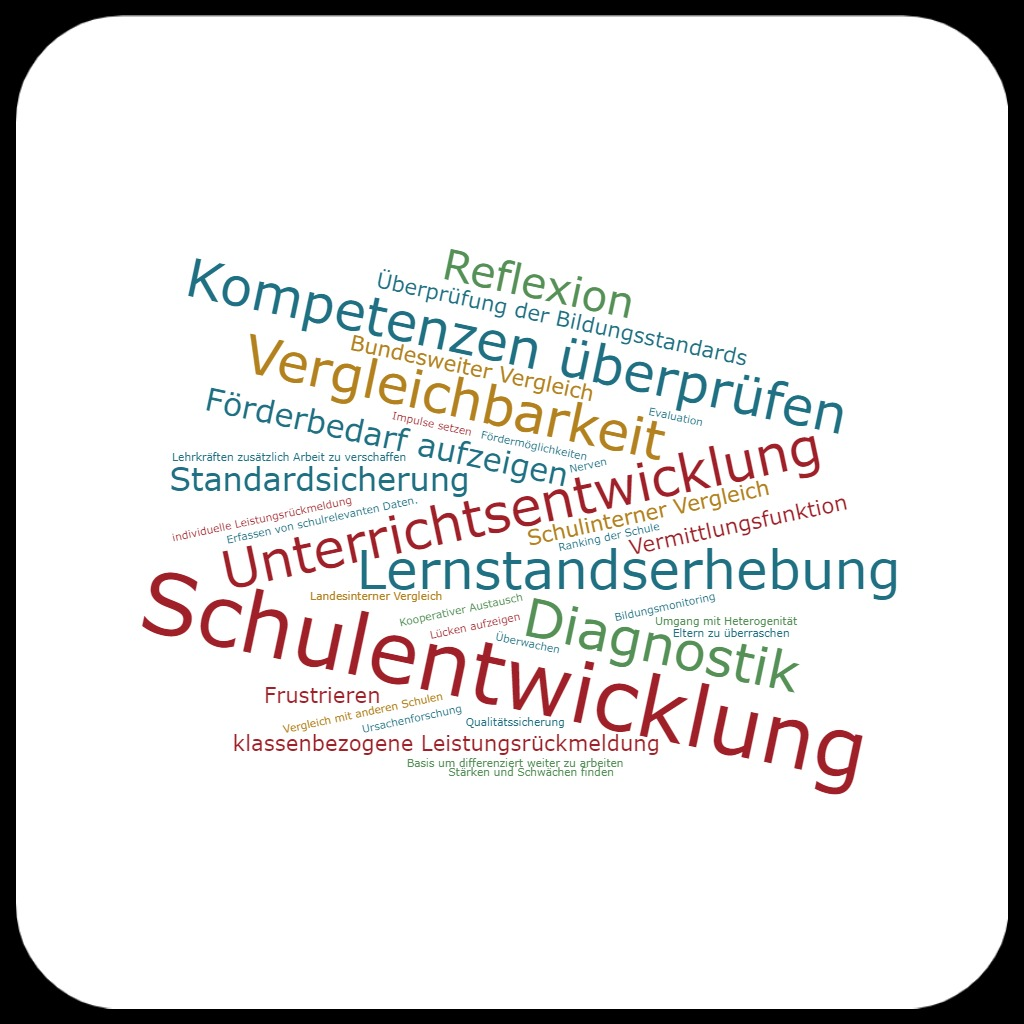 Reflexion
Kompetenzen überprüfen
Überprüfung der Bildungsstandards
Bundesweiter Vergleich
Vergleichbarkeit
Förderbedarf aufzeigen
Impulse setzen
Evaluation
Fördermöglichkeiten
Nerven
Lehrkräften zusätzlich Arbeit zu verschaffen
Standardsicherung
Unterrichtsentwicklung
individuelle Leistungsrückmeldung
Erfassen von schulrelevanten Daten.
Schulinterner Vergleich
Ranking der Schule
Vermittlungsfunktion
Lernstandserhebung
Schulentwicklung
Landesinterner Vergleich
Kooperativer Austausch
Lücken aufzeigen
Überwachen
Diagnostik
Bildungsmonitoring
Umgang mit Heterogenität
Eltern zu überraschen
Frustrieren
Vergleich mit anderen Schulen
Ursachenforschung
Qualitätssicherung
klassenbezogene Leistungsrückmeldung
Basis um differenziert weiter zu arbeiten
Stärken und Schwächen finden